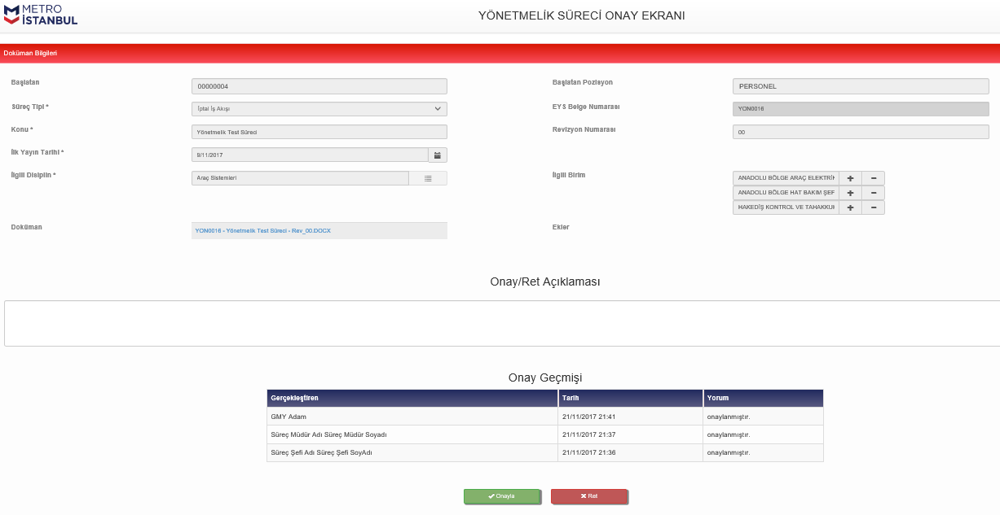 METRO
İSTANBUL
YÖNETMELİK SÜRECİ ONAY EKRANI
Doküman Bilgileri
Başlatan
00000004
Başlatan Pozisyon
PERSONEL
Süreç Tipi *
İptal İş Akışı
EYS Belge Numarası
YON0016
Konu *
Yönetmelik Test Süreci
Revizyon Numarası
00
İlk Yayın Tarihi *
9/11/2017
İlgili Disiplin *
Araç Sistemleri
İlgili Birim
ANADOLU BÖLGE ARAÇ ELEKTRİK
ANADOLU BÖLGE HAT BAKIM ŞEF
HAKEDİŞ KONTROL VE TAHAKKUK
Doküman
YON0016 - Yönetmelik Test Süreci - Rev_00.DOCX
Ekler
Onay/Ret Açıklaması
Onay Geçmişi
Gerçekleştiren Tarih Yorum
GMY Adam 21/11/2017 21:41 onaylanmıştır.
Süreç Müdür Adı Süreç Müdür Soyadı 21/11/2017 21:37 onaylanmıştır.
Süreç Şefi Adı Süreç Şefi SoyAdı 21/11/2017 21:36 onaylanmıştır.
Onayla
Ret